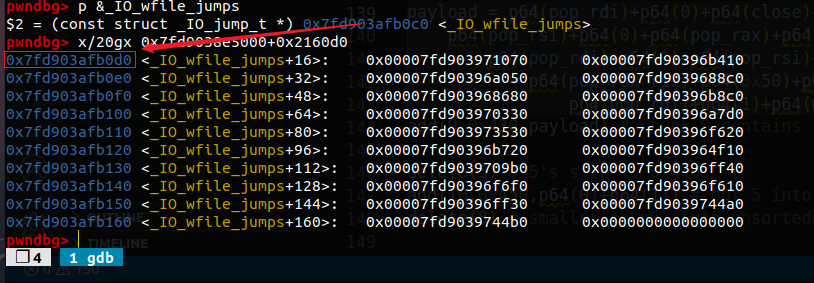 pwndbg> p &_IO_wfile_jumps
$2 = (const struct _IO_jump_t *) 0x7fd903afb0c0 <_IO_wfile_jumps>
pwndbg> x/20gx 0x7fd9038e5000+0x2160d0
0x7fd903afb0d0 <_IO_wfile_jumps+16>: 0x00007fd903971070 0x00007fd90396b410
0x7fd903afb0e0 <_IO_wfile_jumps+32>: 0x00007fd90396a050 0x00007fd9039688c0
0x7fd903afb0f0 <_IO_wfile_jumps+48>: 0x00007fd903968680 0x00007fd90396b8c0
0x7fd903afb100 <_IO_wfile_jumps+64>: 0x00007fd903970330 0x00007fd90396a7d0
0x7fd903afb110 <_IO_wfile_jumps+80>: 0x00007fd903973530 0x00007fd90396f620
0x7fd903afb120 <_IO_wfile_jumps+96>: 0x00007fd90396b720 0x00007fd903964f10
0x7fd903afb130 <_IO_wfile_jumps+112>: 0x00007fd9039709b0 0x00007fd90396ff40
0x7fd903afb140 <_IO_wfile_jumps+128>: 0x00007fd90396f6f0 0x00007fd90396f610
0x7fd903afb150 <_IO_wfile_jumps+144>: 0x00007fd90396ff30 0x00007fd9039744a0
0x7fd903afb160 <_IO_wfile_jumps+160>: 0x00007fd9039744b0 0x0000000000000000
pwndbg>
TIMELINE
4 1 gdb